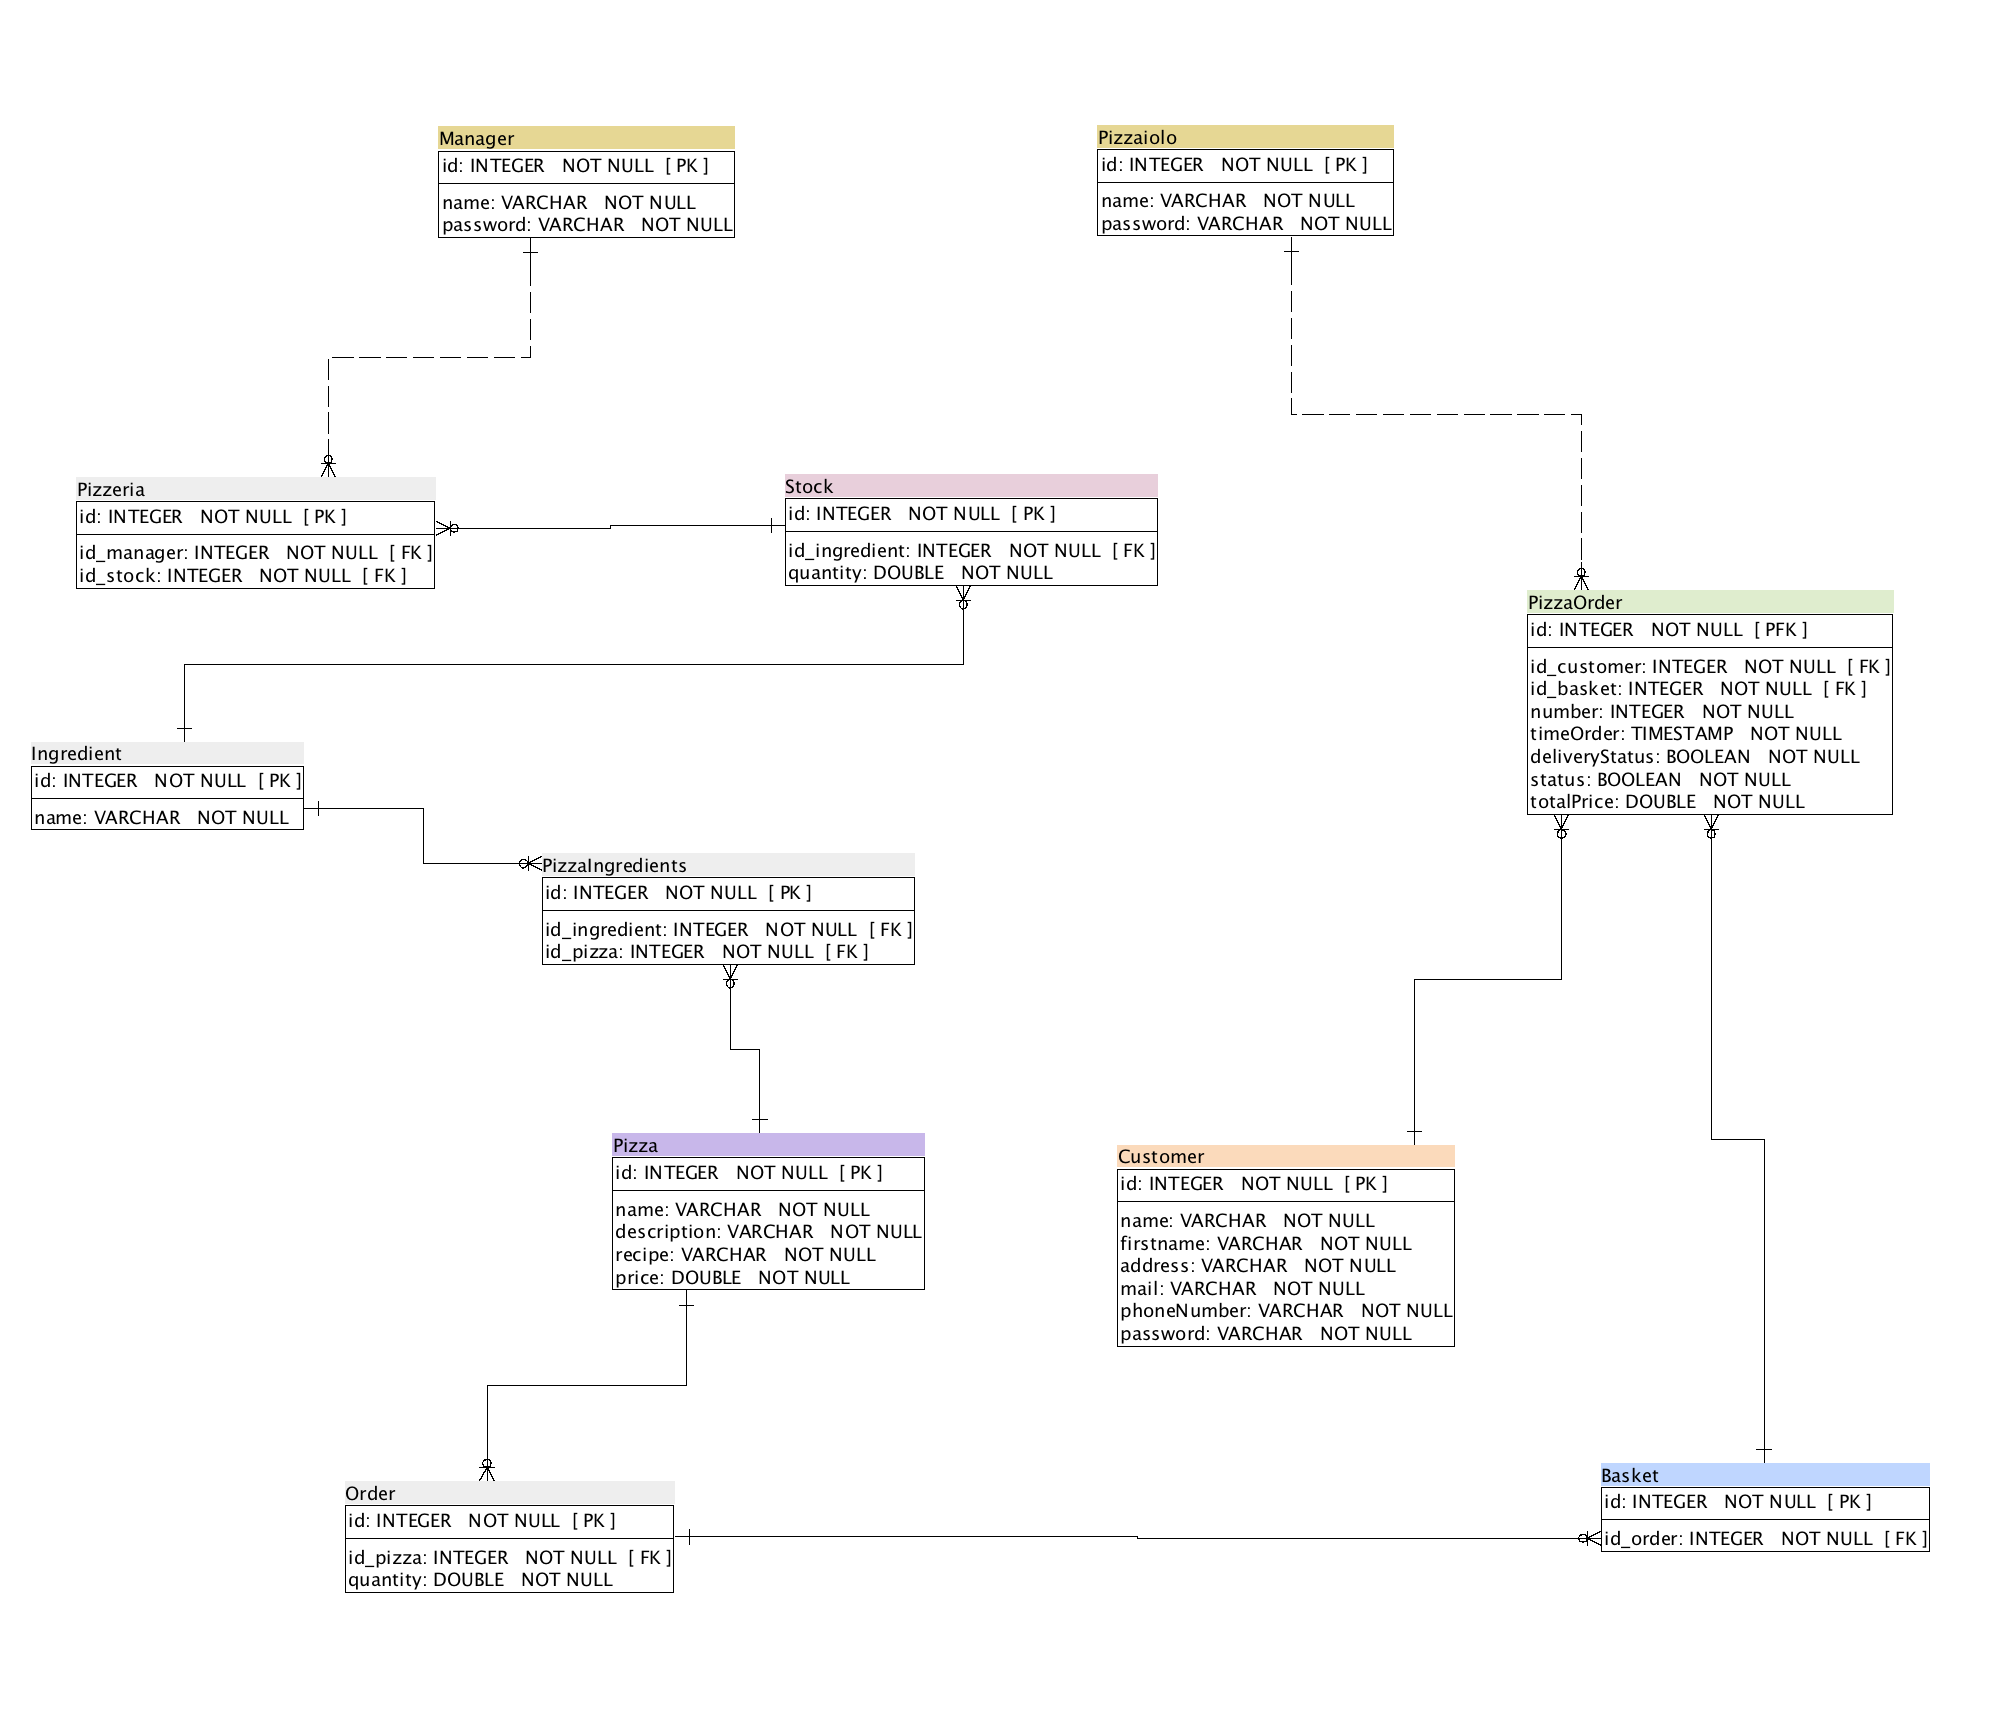 Manager
id: INTEGER NOT NULL [ PK ]
name: VARCHAR NOT NULL
password: VARCHAR NOT NULL
Pizzaiolo
id: INTEGER NOT NULL [ PK ]
name: VARCHAR NOT NULL
password: VARCHAR NOT NULL
Pizzeria
id: INTEGER NOT NULL [ PK ]
id_manager: INTEGER NOT NULL [ FK ]
id_stock: INTEGER NOT NULL [ FK ]
Stock
id: INTEGER NOT NULL [ PK ]
id_ingredient: INTEGER NOT NULL [ FK ]
quantity: DOUBLE NOT NULL
PizzaOrder
id: INTEGER NOT NULL [ PFK ]
id_customer: INTEGER NOT NULL [ FK ]
id_basket: INTEGER NOT NULL [ FK ]
number: INTEGER NOT NULL
timeOrder: TIMESTAMP NOT NULL
deliveryStatus: BOOLEAN NOT NULL
status: BOOLEAN NOT NULL
totalPrice: DOUBLE NOT NULL
Ingredient
id: INTEGER NOT NULL [ PK ]
name: VARCHAR NOT NULL
PizzaIngredients
id: INTEGER NOT NULL [ PK ]
id_ingredient: INTEGER NOT NULL [ FK ]
id_pizza: INTEGER NOT NULL [ FK ]
Pizza
id: INTEGER NOT NULL [ PK ]
name: VARCHAR NOT NULL
description: VARCHAR NOT NULL
recipe: VARCHAR NOT NULL
price: DOUBLE NOT NULL
Customer
id: INTEGER NOT NULL [ PK ]
name: VARCHAR NOT NULL
firstname: VARCHAR NOT NULL
address: VARCHAR NOT NULL
mail: VARCHAR NOT NULL
phoneNumber: VARCHAR NOT NULL
password: VARCHAR NOT NULL
Order
id: INTEGER NOT NULL [ PK ]
id_pizza: INTEGER NOT NULL [ FK ]
quantity: DOUBLE NOT NULL
Basket
id: INTEGER NOT NULL [ PK ]
id_order: INTEGER NOT NULL [ FK ]